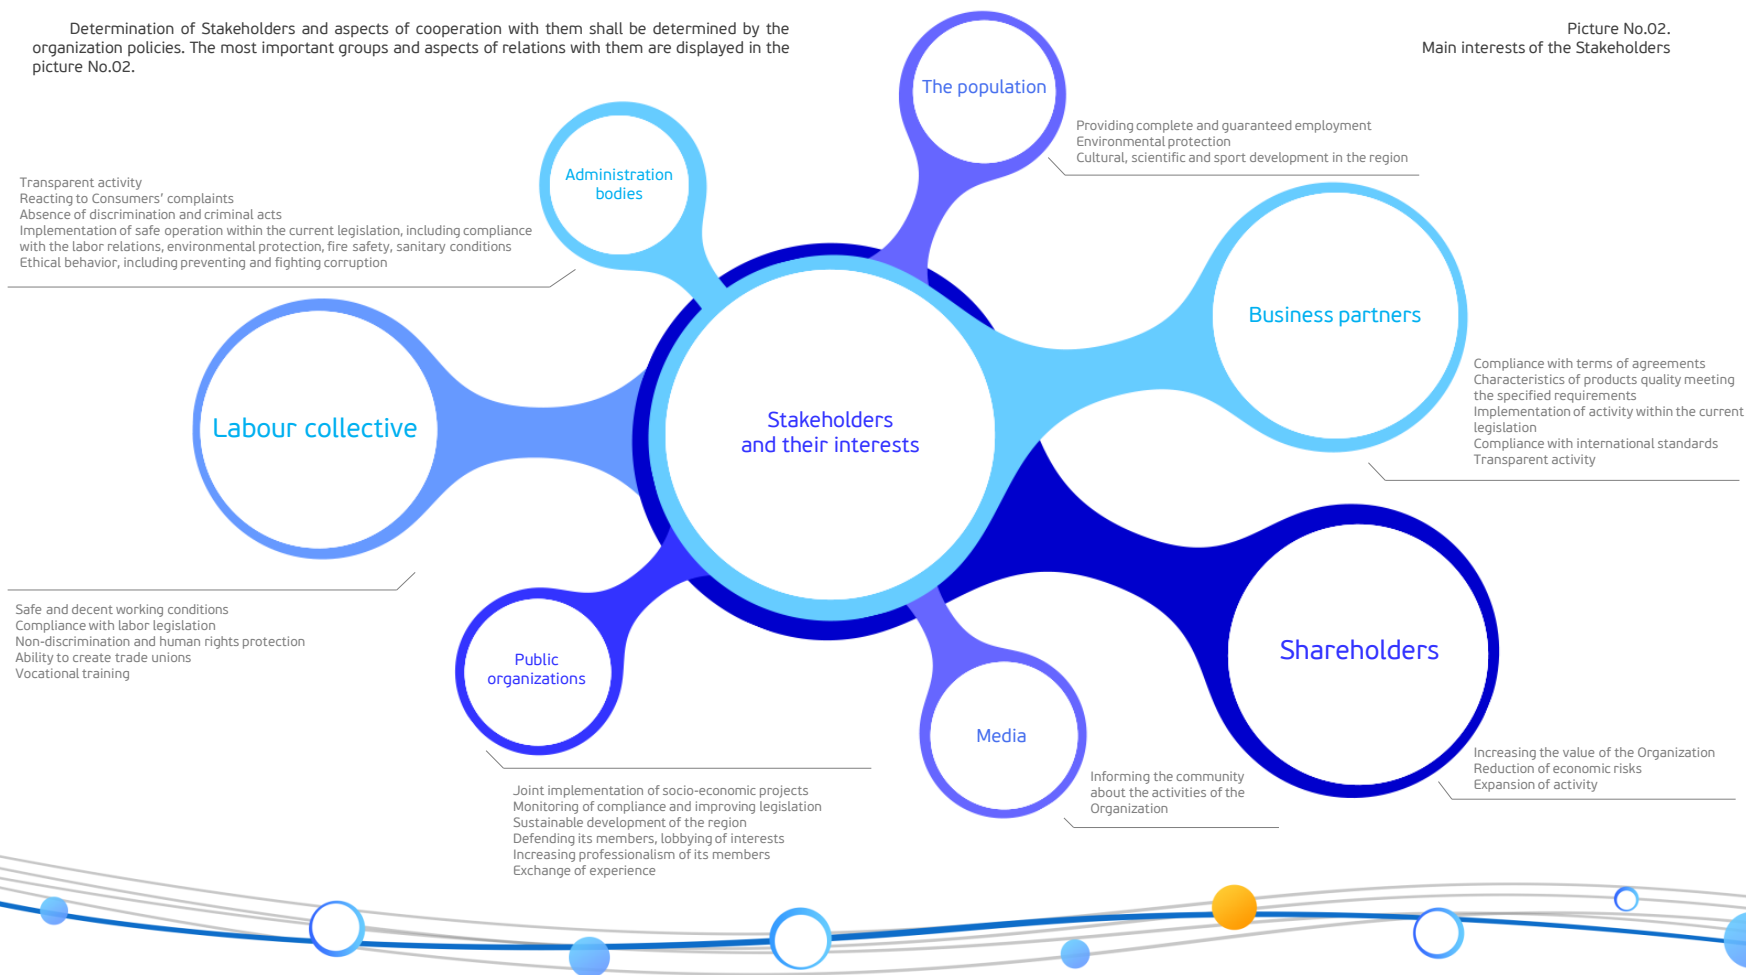 Determination of Stakeholders and aspects of cooperation with them shall be determined by the
organization policies. The most important groups and aspects of relations with them are displayed in the
picture No.02.
Picture No.02.
Main interests of the Stakeholders
The population
Providing complete and guaranteed employment
Environmental protection
Cultural, scientific and sport development in the region
Administration
bodies
Transparent activity
Reacting to Consumers' complaints
Absence of discrimination and criminal acts
Implementation of safe operation within the current legislation, including compliance
with the labor relations, environmental protection, fire safety, sanitary conditions
Ethical behavior, including preventing and fighting corruption
Business partners
Compliance with terms of agreements
Characteristics of products quality meeting
the specified requirements
Implementation of activity within the current
legislation
Compliance with international standards
Transparent activity
Labour collective
Stakeholders
and their interests
Safe and decent working conditions
Compliance with labor legislation
Non-discrimination and human rights protection
Ability to create trade unions
Vocational training
Public
organizations
Joint implementation of socio-economic projects
Monitoring of compliance and improving legislation
Sustainable development of the region
Defending its members, lobbying of interests
Increasing professionalism of its members
Exchange of experience
Media
Informing the community
about the activities of the
Organization
Shareholders
Increasing the value of the Organization
Reduction of economic risks
Expansion of activity